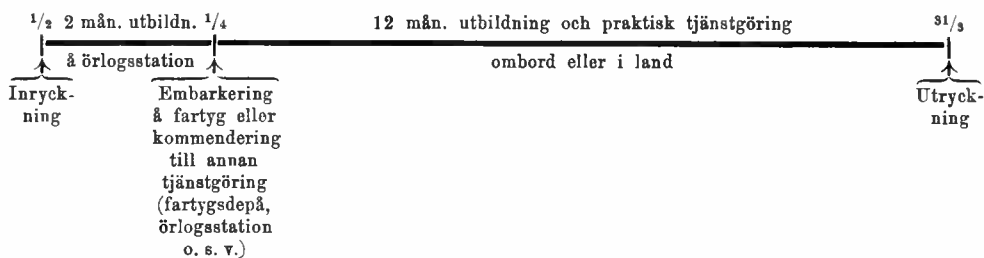 1/2 2 mån. utbildn. 1/4 12 mån. utbildning och praktisk tjänstgöring 31/3
å örlogsstation ombord eller i land
Inryck-
ning
Embarkering
å fartyg eller
kommendering
till annan
tjänstgöring
(fartygsdepå,
örlogsstation
o. s. v.)
Utryck-
ning